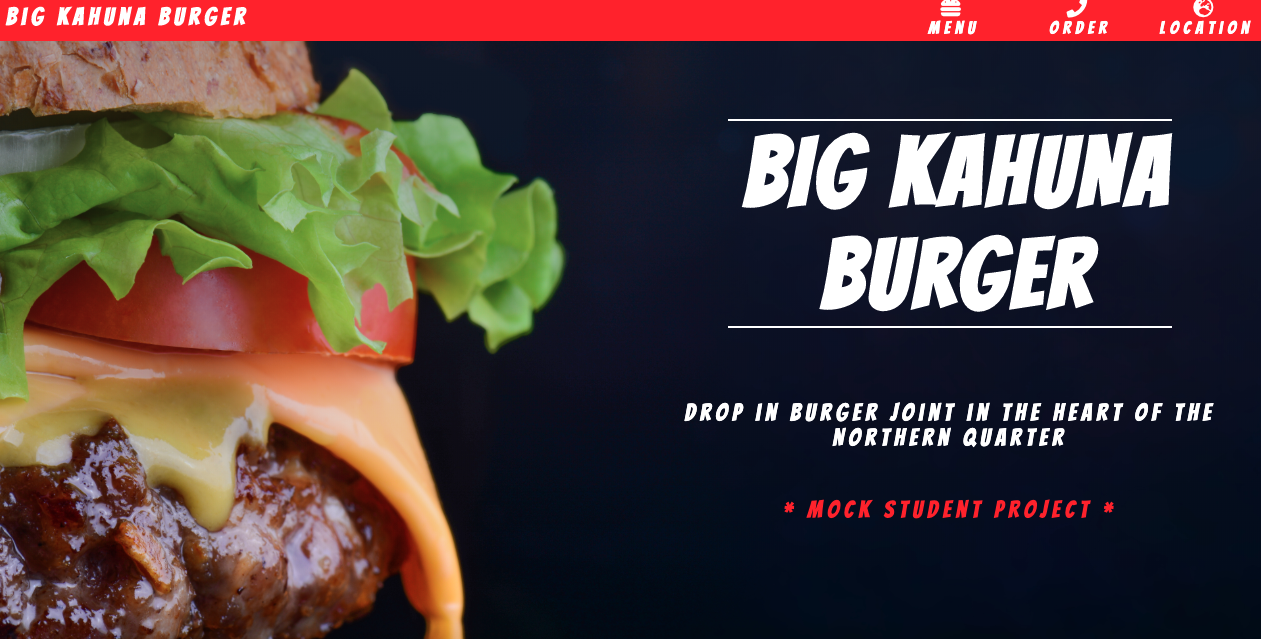 BIG KAHUNA BURGER
MENU
ORDER
LOCATION
BIG KAHUNA
BURGER
DROP IN BURGER JOINT IN THE HEART OF THE
NORTHERN QUARTER
* MOCK STUDENT PROJECT *